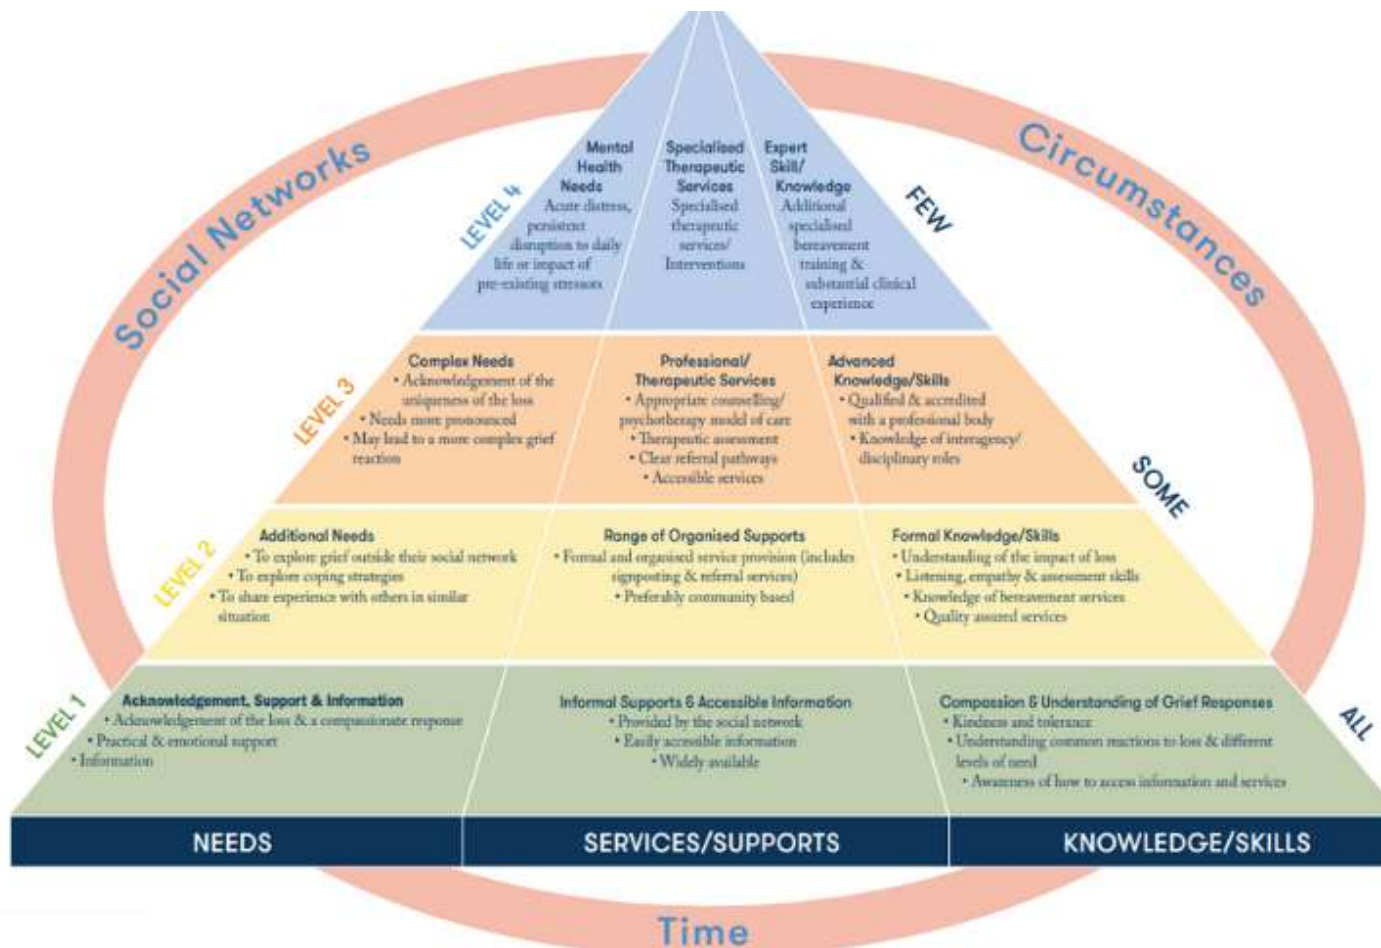 Social Networks
Circumstances
LEVEL 4
Mental
Health
Needs
Acute distress,
persistent
disruption to daily
life or impact of
pre-existing stressors
Specialised
Therapeutic
Services
Specialised
therapeutic
services/
Interventions
Expert
Skill/
Knowledge
Additional
specialised
bereavement
training &
substantial clinical
experience
FEW
LEVEL 3
Complex Needs
• Acknowledgement of the
uniqueness of the loss
• Needs more pronounced
• May lead to a more complex grief
reaction
Professional/
Therapeutic Services
• Appropriate counselling/
psychotherapy model of care
• Therapeutic assessment
• Clear referral pathways
• Accessible services
Advanced
Knowledge/Skills
• Qualified & accredited
with a professional body
• Knowledge of interagency/
disciplinary roles
SOME
LEVEL 2
Additional Needs
• To explore grief outside their social network
• To explore coping strategies
• To share experience with others in similar
situation
Range of Organised Supports
• Formal and organised service provision (includes
signposting & referral services)
• Preferably community based
Formal Knowledge/Skills
• Understanding of the impact of loss
• Listening, empathy & assessment skills
• Knowledge of bereavement services
• Quality assured services
LEVEL 1
Acknowledgement, Support & Information
• Acknowledgement of the loss & a compassionate response
• Practical & emotional support
• Information
Informal Supports & Accessible Information
• Provided by the social network
• Easily accessible information
• Widely available
Compassion & Understanding of Grief Responses
• Kindness and tolerance
• Understanding common reactions to loss & different
levels of need
• Awareness of how to access information and services
ALL
NEEDS
SERVICES/SUPPORTS
KNOWLEDGE/SKILLS
Time